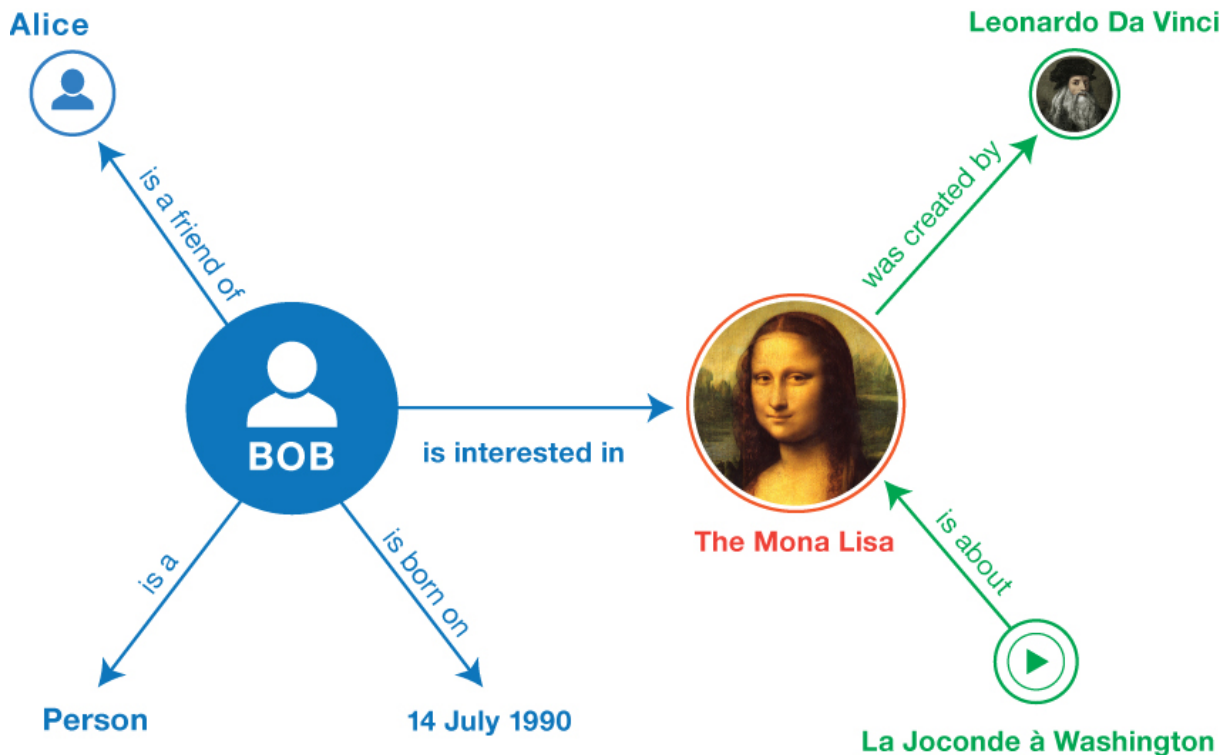 Alice
Leonardo Da Vinci
is a friend of
was created by
BOB
is interested in
The Mona Lisa
is a
is born on
is about
Person
14 July 1990
La Joconde à Washington